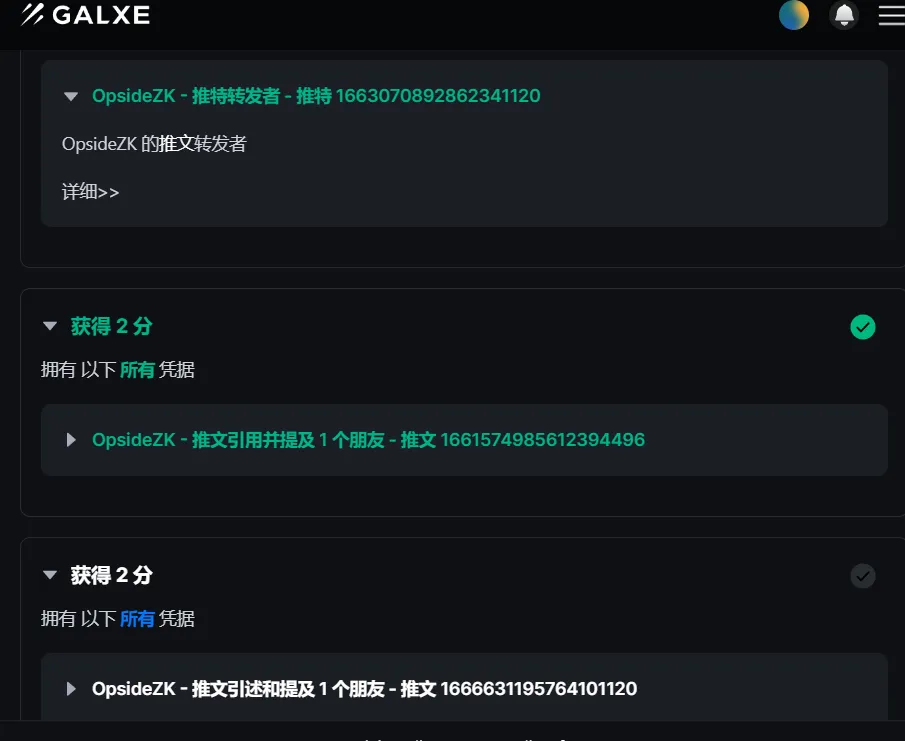 GALXE
OpsideZK - 推特转发者 - 推特 1663070892862341120
OpsideZK 的推文转发者
详细>>
获得 2 分
拥有 以下 所有 凭据
OpsideZK - 推文引用并提及 1 个朋友 - 推文 1661574985612394496
获得 2 分
拥有 以下 所有 凭据
OpsideZK - 推文引述和提及 1 个朋友 - 推文 1666631195764101120